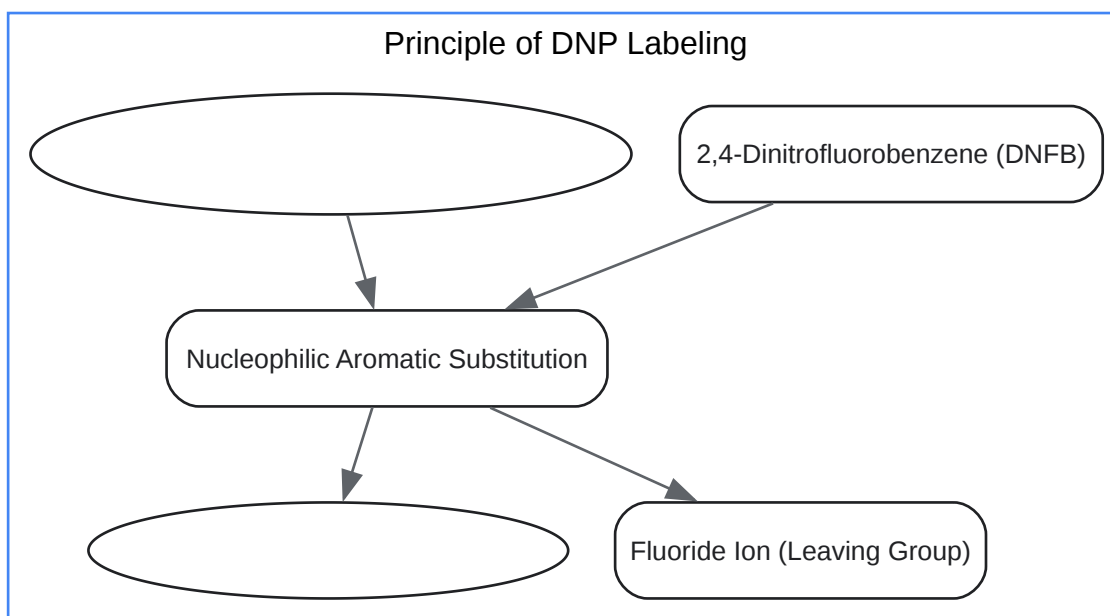 Principle of DNP Labeling
2,4-Dinitrofluorobenzene (DNFB)
Nucleophilic Aromatic Substitution
Fluoride Ion (Leaving Group)